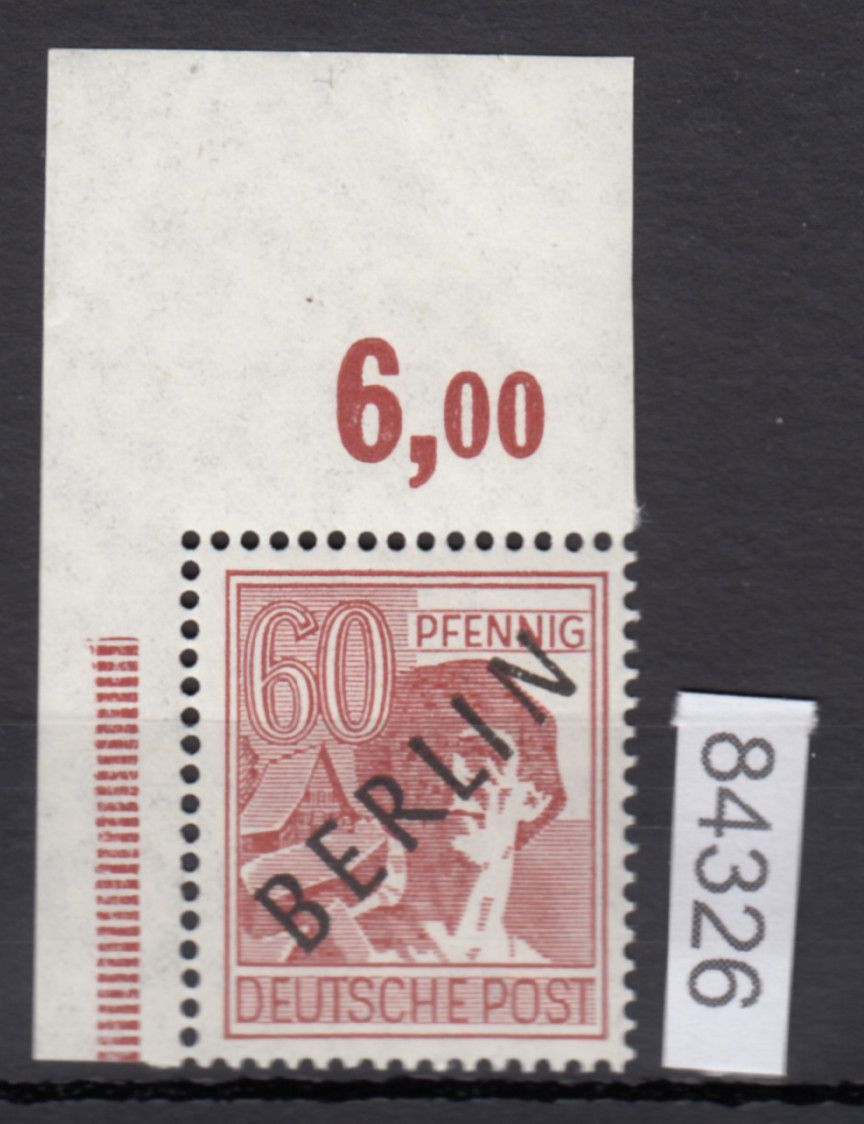 6,00
60 PFENNIG
BERLIN
DEUTSCHE POST
84326